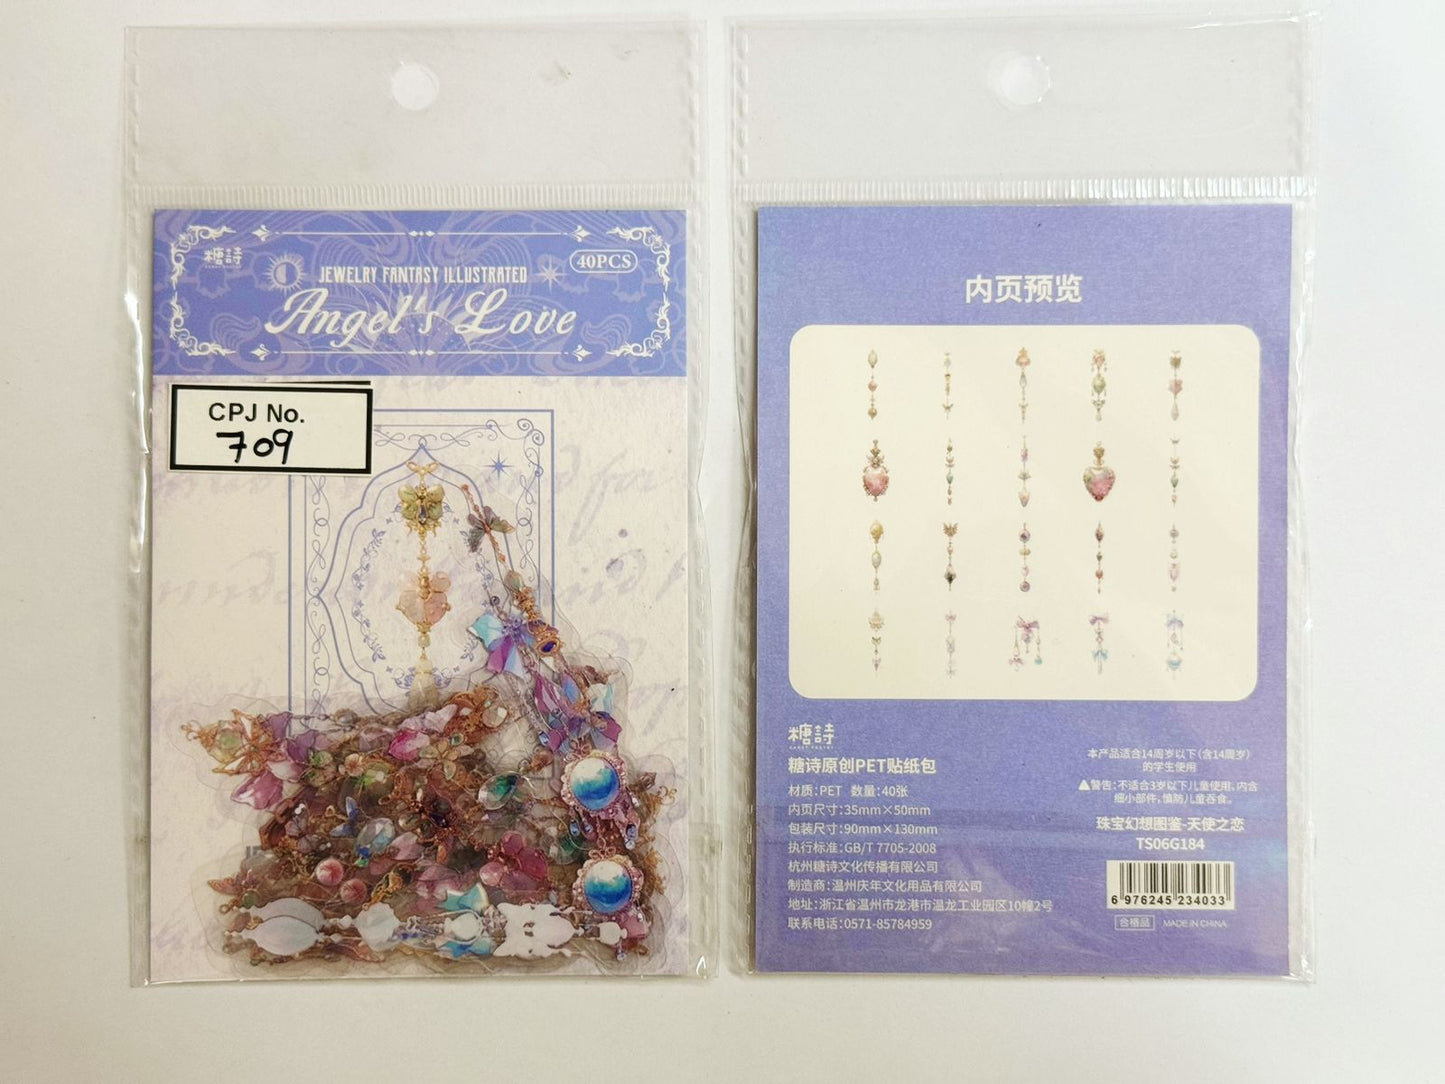 糖詩
40PCS
JEWELRY FANTASY ILLUSTRATED
Angel's Love
CPJ No.
709
内页预览
糖詩
CANDY POETRY
糖诗原创PET贴纸包
材质:PET 数量:40张
内页尺寸:35mm×50mm
包装尺寸:90mm×130mm
执行标准:GB/T 7705-2008
杭州糖诗文化传播有限公司
制造商:温州庆年文化用品有限公司
地址:浙江省温州市龙港市温龙工业园区10幢2号
联系电话:0571-85784959
本产品适合14周岁以下(含14周岁)
的学生使用
▲警告:不适合3岁以下儿童使用,内含
细小部件,慎防儿童吞食。
珠宝幻想图鉴-天使之恋
TS06G184
6 976245 234033
合格品 MADE IN CHINA